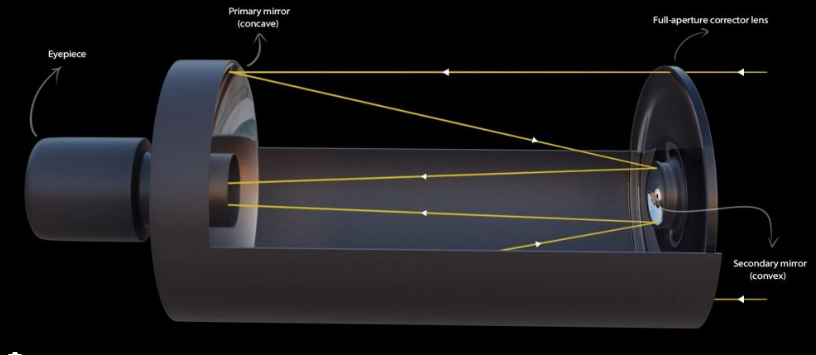 Primary mirror
(concave)
Full-aperture corrector lens
Eyepiece
Secondary mirror
(convex)